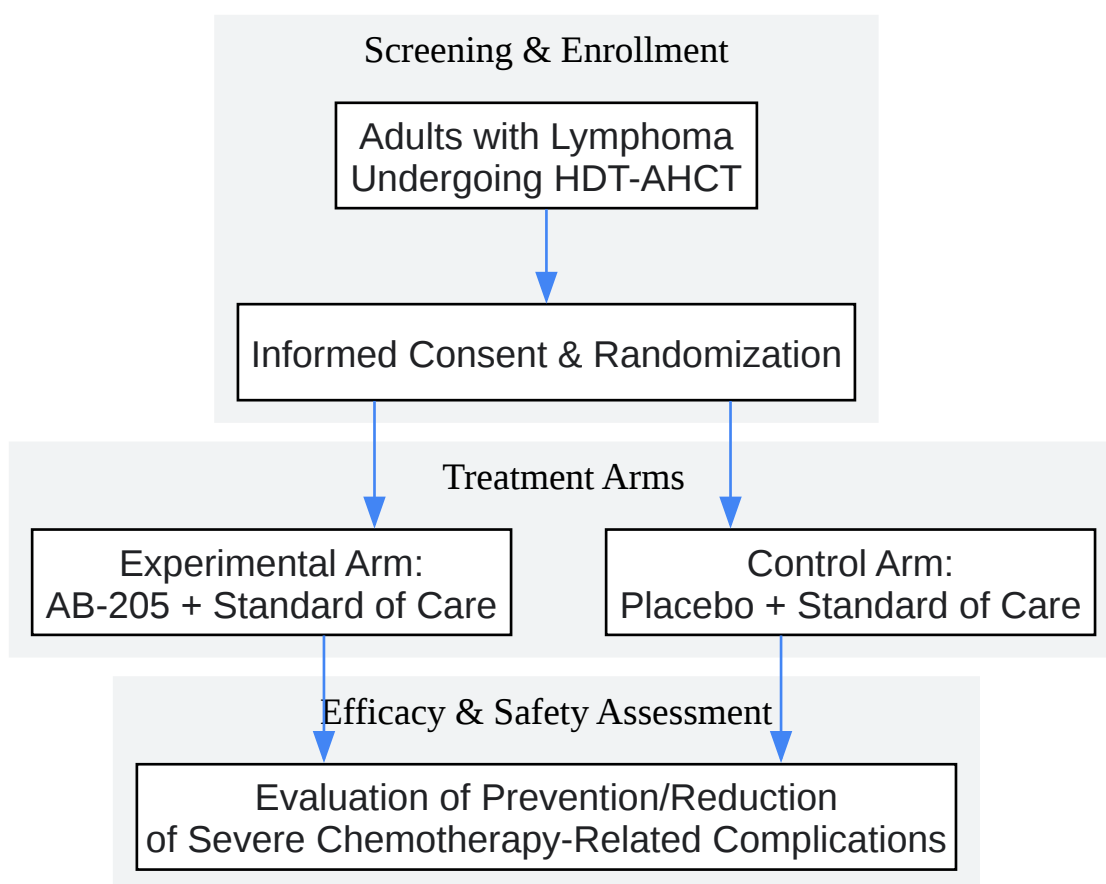 Screening & Enrollment
Adults with Lymphoma
Undergoing HDT-AHCT
Informed Consent & Randomization
Treatment Arms
Experimental Arm:
AB-205 + Standard of Care
Control Arm:
Placebo + Standard of Care
Efficacy & Safety Assessment
Evaluation of Prevention/Reduction
of Severe Chemotherapy-Related Complications